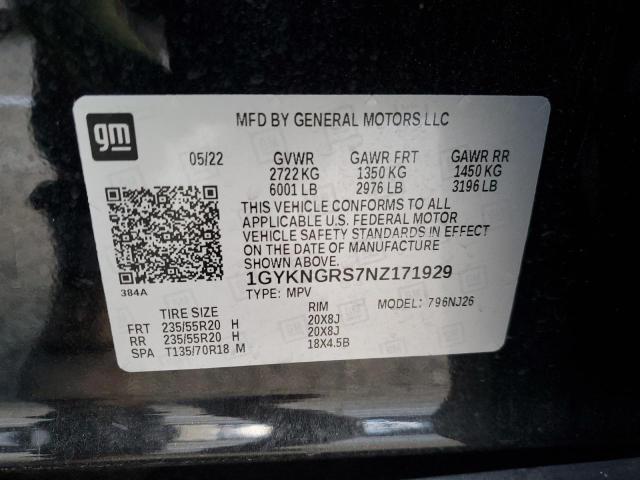 gm
MFD BY GENERAL MOTORS LLC
05/22 GVWR GAWR FRT GAWR RR
2722 KG 1350 KG 1450 KG
6001 LB 2976 LB 3196 LB
THIS VEHICLE CONFORMS TO ALL
APPLICABLE U.S. FEDERAL MOTOR
VEHICLE SAFETY STANDARDS IN EFFECT
ON THE DATE OF MANUFACTURE
SHOWN ABOVE.
384A
1GYKNGRS7NZ171929
TYPE: MPV MODEL: 796NJ26
TIRE SIZE RIM
FRT 235/55R20 H 20X8J
RR 235/55R20 H 20X8J
SPA T135/70R18 M 18X4.5B